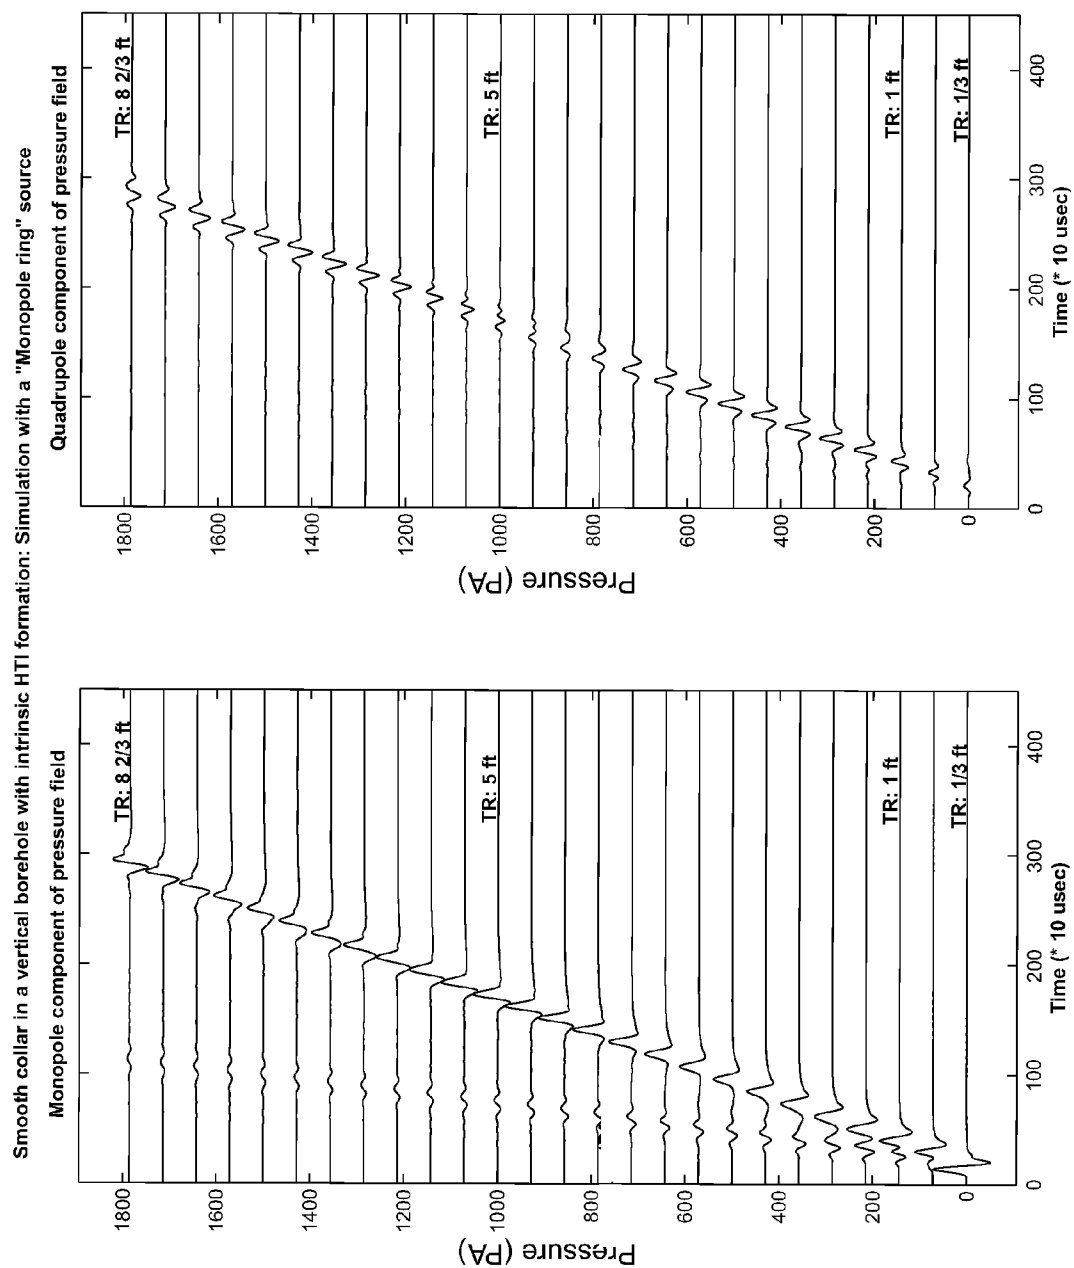 Smooth collar in a vertical borehole with intrinsic HTI formation: Simulation with a "Monopole ring" source
Monopole component of pressure field
Pressure (PA)
1800
1600
1400
1200
1000
800
600
400
200
0
TR: 8 2/3 ft
TR: 5 ft
TR: 1 ft
TR: 1/3 ft
0
100
200
300
400
Time (* 10 usec)
Quadrupole component of pressure field
Pressure (PA)
1800
1600
1400
1200
1000
800
600
400
200
0
TR: 8 2/3 ft
TR: 5 ft
TR: 1 ft
TR: 1/3 ft
0
100
200
300
400
Time (* 10 usec)